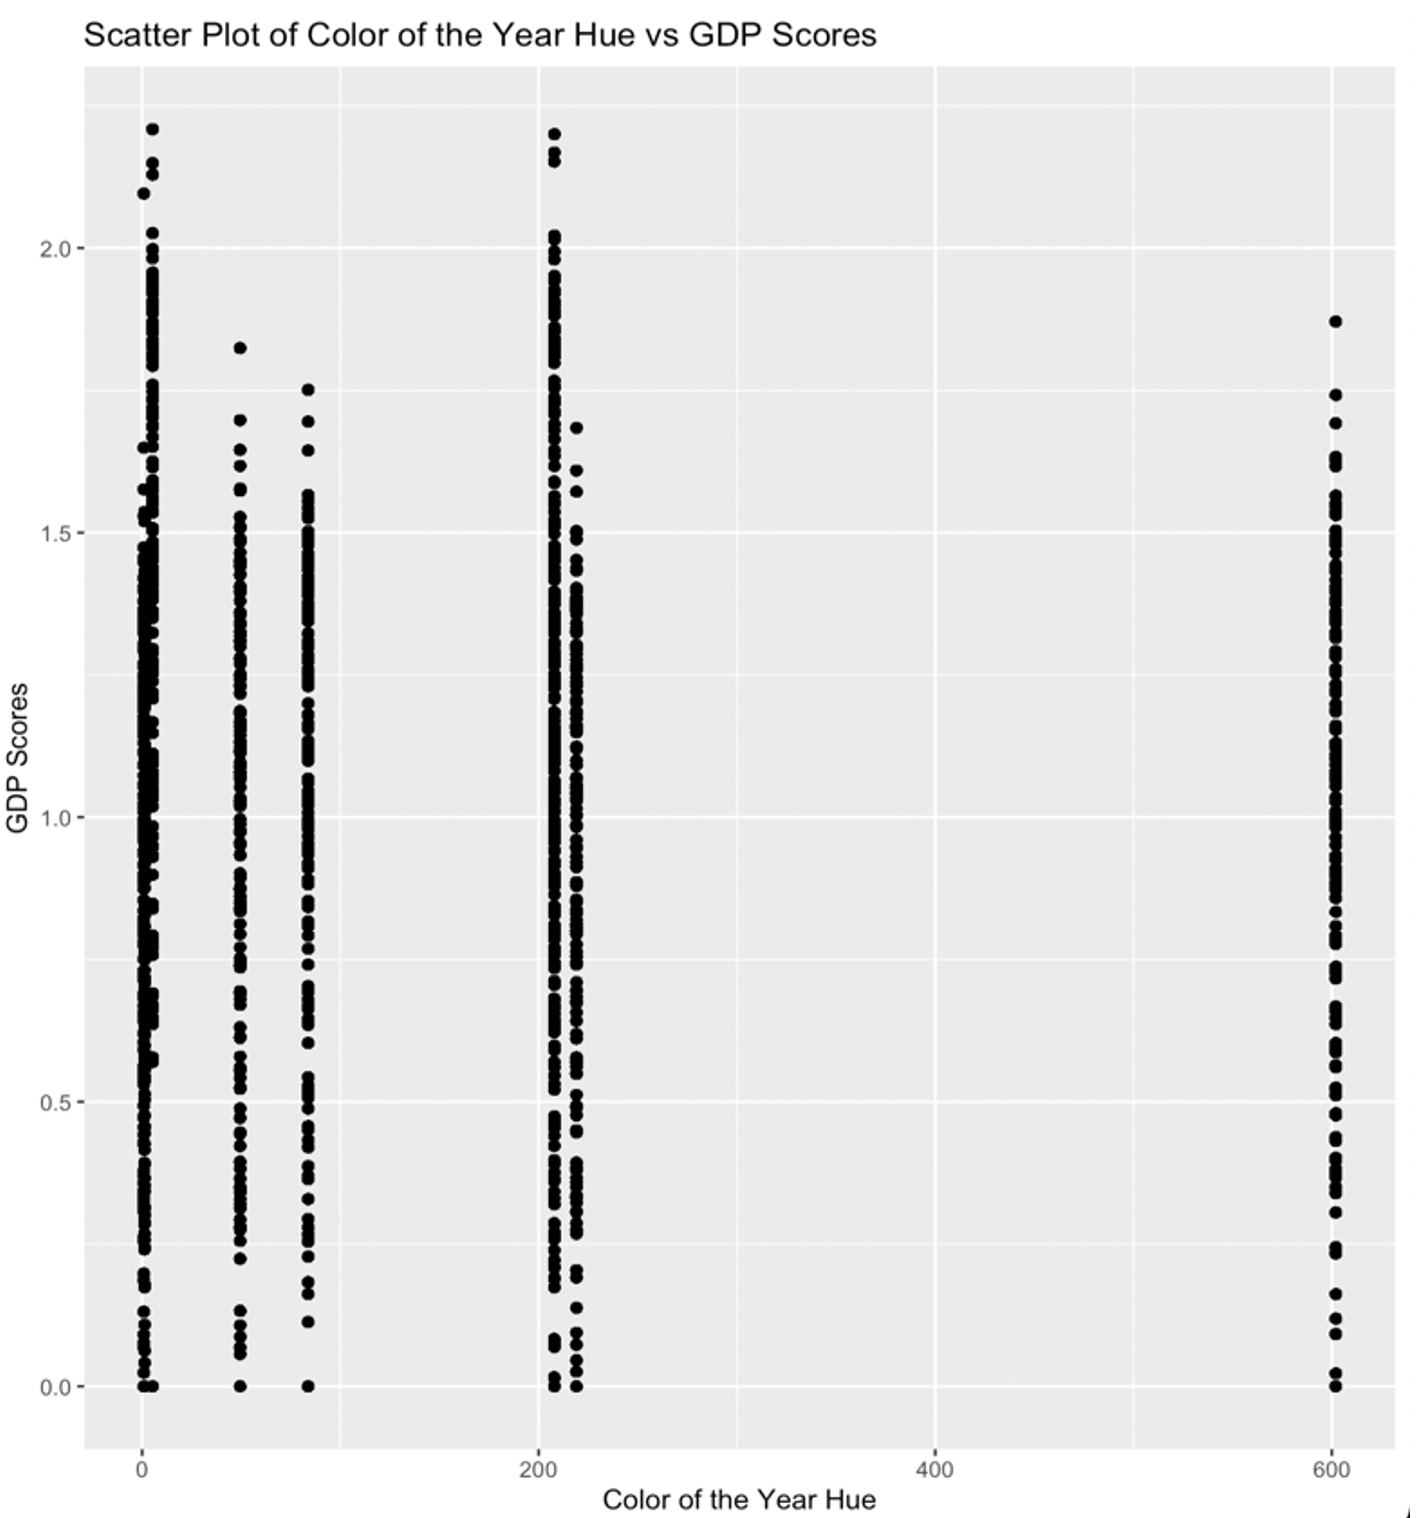 Scatter Plot of Color of the Year Hue vs GDP Scores
2.0
1.5
1.0
0.5
0.0
GDP Scores
0 200 400 600
Color of the Year Hue